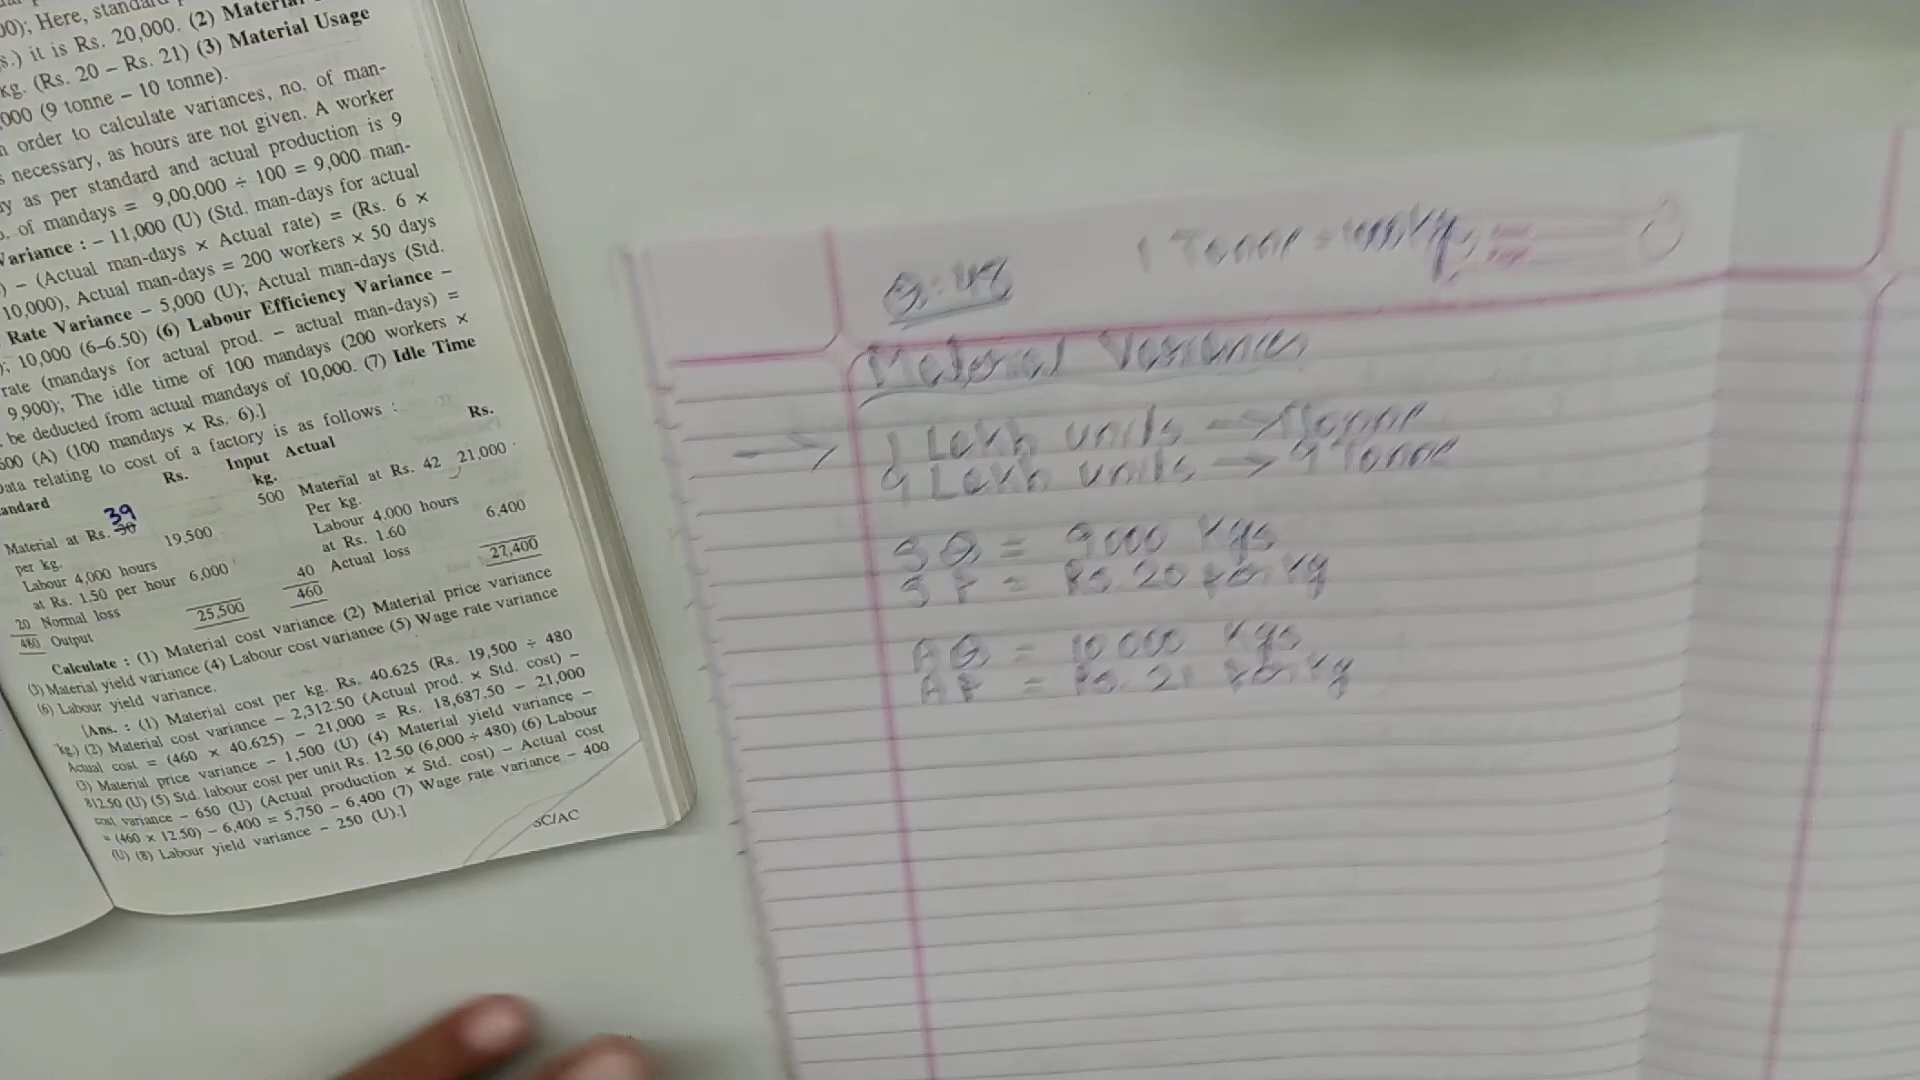 00); Here, standard
s.) it is Rs. 20,000. (2) Material
kg. (Rs. 20 – Rs. 21) (3) Material Usage
000 (9 tonne – 10 tonne).
order to calculate variances, no. of man-
necessary, as hours are not given. A worker
as per standard and actual production is 9
of mandays = 9,00,000 ÷ 100 = 9,000 man-
Variance : – 11,000 (U) (Std. man-days for actual
) – (Actual man-days × Actual rate) = (Rs. 6 ×
10,000), Actual man-days = 200 workers × 50 days
Rate Variance – 5,000 (U); Actual man-days (Std.
); 10,000 (6–6.50) (6) Labour Efficiency Variance –
rate (mandays for actual prod. – actual man-days) =
9,900); The idle time of 100 mandays (200 workers ×
be deducted from actual mandays of 10,000. (7) Idle Time
600 (A) (100 mandays × Rs. 6).]
Data relating to cost of a factory is as follows :
andard Rs. Input Actual Rs.
kg.
Material at Rs. 39 30 19,500 500 Material at Rs. 42 21,000
per kg. Per kg.
Labour 4,000 hours Labour 4,000 hours 6,400
at Rs. 1.50 per hour 6,000 at Rs. 1.60
20 Normal loss 40 Actual loss
480 Output 25,500 460 27,400
Calculate : (1) Material cost variance (2) Material price variance
(3) Material yield variance (4) Labour cost variance (5) Wage rate variance
(6) Labour yield variance.
[Ans. : (1) Material cost per kg. Rs. 40.625 (Rs. 19,500 ÷ 480
kg.) (2) Material cost variance – 2,312.50 (Actual prod. × Std. cost) –
Actual cost = (460 × 40.625) – 21,000 = Rs. 18,687.50 – 21,000
(3) Material price variance – 1,500 (U) (4) Material yield variance –
812.50 (U) (5) Std. labour cost per unit Rs. 12.50 (6,000 ÷ 480) (6) Labour
cost variance – 650 (U) (Actual production × Std. cost) – Actual cost
= (460 × 12.50) – 6,400 = 5,750 – 6,400 (7) Wage rate variance – 400
(U) (8) Labour yield variance – 250 (U).]
SC/AC
1 Tonne =
Material Variances
1 Lakh units → 1 Tonne
9 Lakh units → 9 Tonne
SQ = 9000 Kgs
SP = Rs. 20 per kg
AQ = 10000 Kgs
AP = Rs. 21 per kg